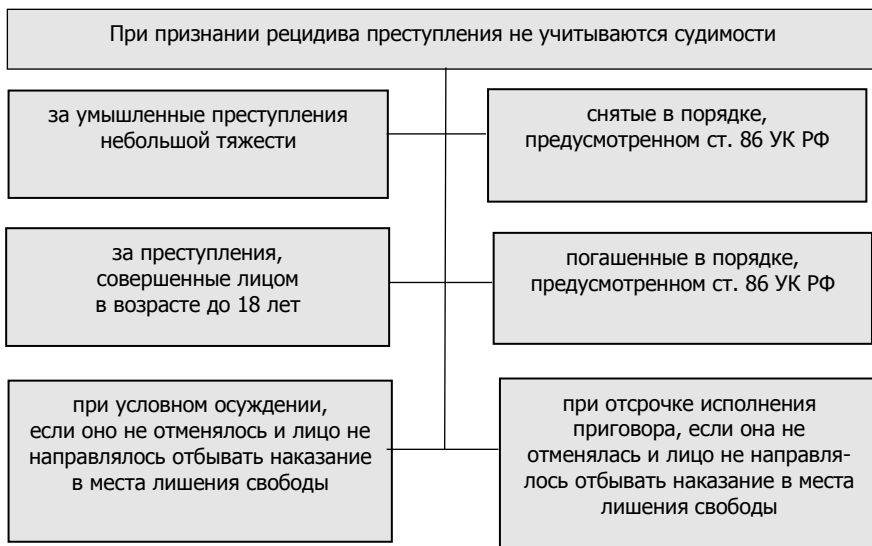 При признании рецидива преступления не учитываются судимости
за умышленные преступления
небольшой тяжести
снятые в порядке,
предусмотренном ст. 86 УК РФ
за преступления,
совершенные лицом
в возрасте до 18 лет
погашенные в порядке,
предусмотренном ст. 86 УК РФ
при условном осуждении,
если оно не отменялось и лицо не
направлялось отбывать наказание
в места лишения свободы
при отсрочке исполнения
приговора, если она не
отменялась и лицо не направля-
лось отбывать наказание в места
лишения свободы